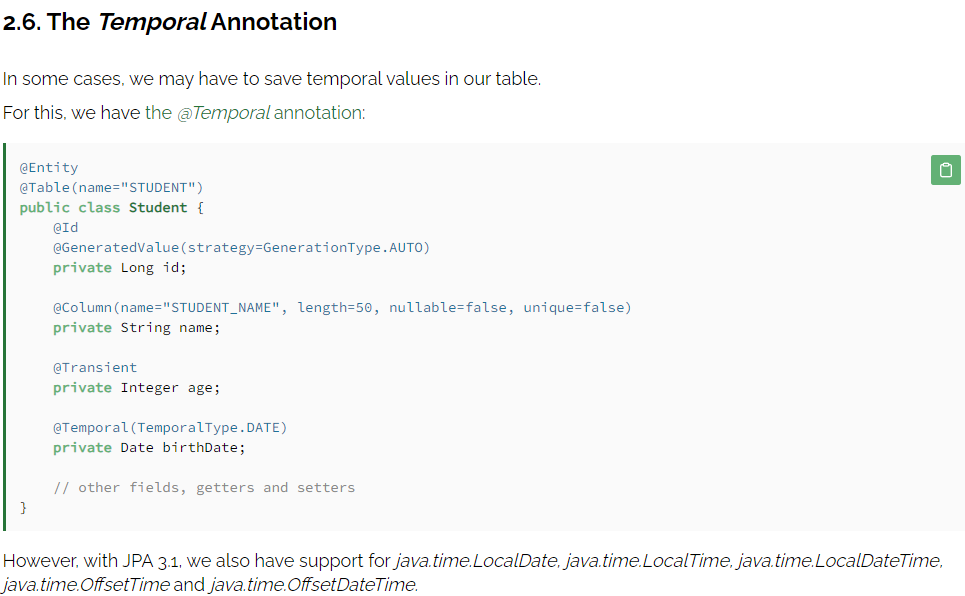 2.6. The Temporal Annotation
In some cases, we may have to save temporal values in our table.
For this, we have the @Temporal annotation:
@Entity
@Table(name="STUDENT")
public class Student {
    @Id
    @GeneratedValue(strategy=GenerationType.AUTO)
    private Long id;
    @Column(name="STUDENT_NAME", length=50, nullable=false, unique=false)
    private String name;
    @Transient
    private Integer age;
    @Temporal(TemporalType.DATE)
    private Date birthDate;
    // other fields, getters and setters
}
However, with JPA 3.1, we also have support for java.time.LocalDate, java.time.LocalTime, java.time.LocalDateTime,
java.time.OffsetTime and java.time.OffsetDateTime.